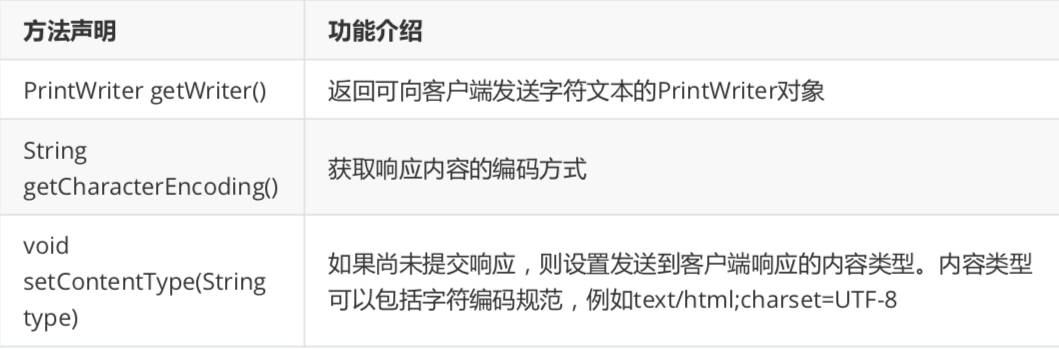 方法声明
功能介绍
PrintWriter getWriter()
返回可向客户端发送字符文本的PrintWriter对象
String
getCharacterEncoding()
获取响应内容的编码方式
void
setContentType(String
type)
如果尚未提交响应，则设置发送到客户端响应的内容类型。内容类型
可以包括字符编码规范，例如text/html;charset=UTF-8